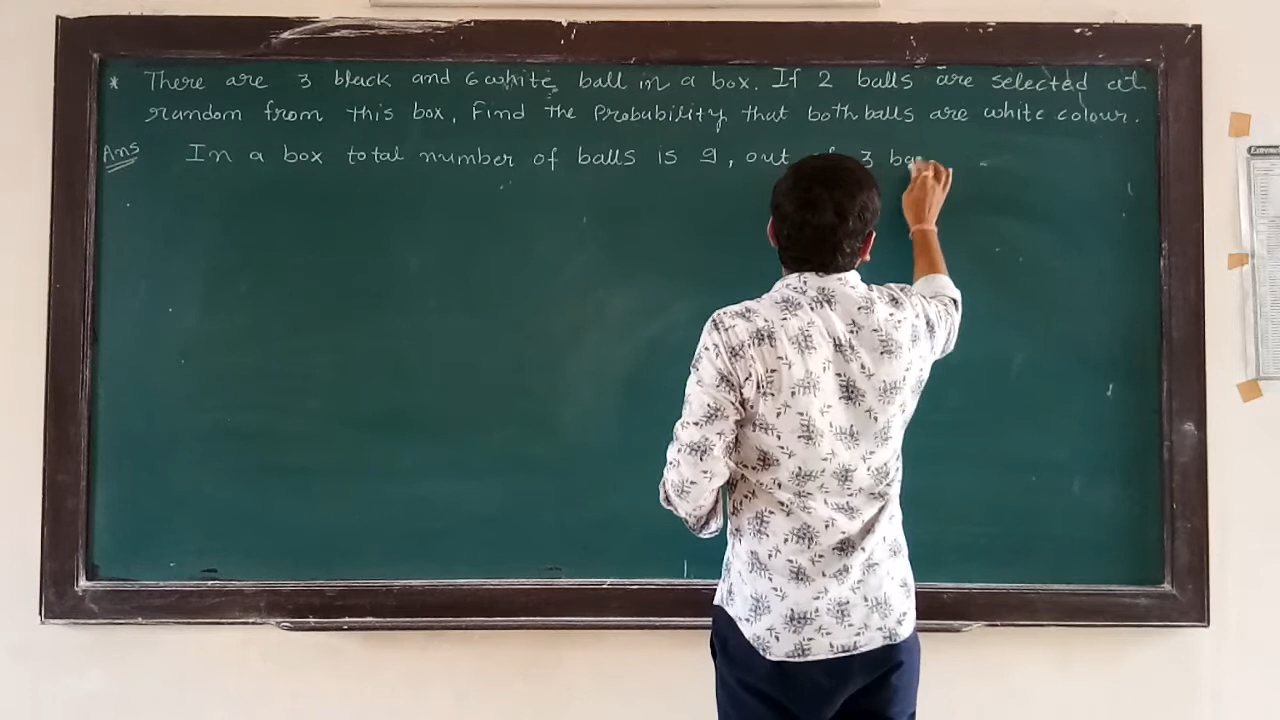 * There are 3 black and 6 white ball in a box. If 2 balls are selected at
random from this box, Find the Probability that both balls are white colour.
Ans In a box total number of balls is 9, out 3
Extreme